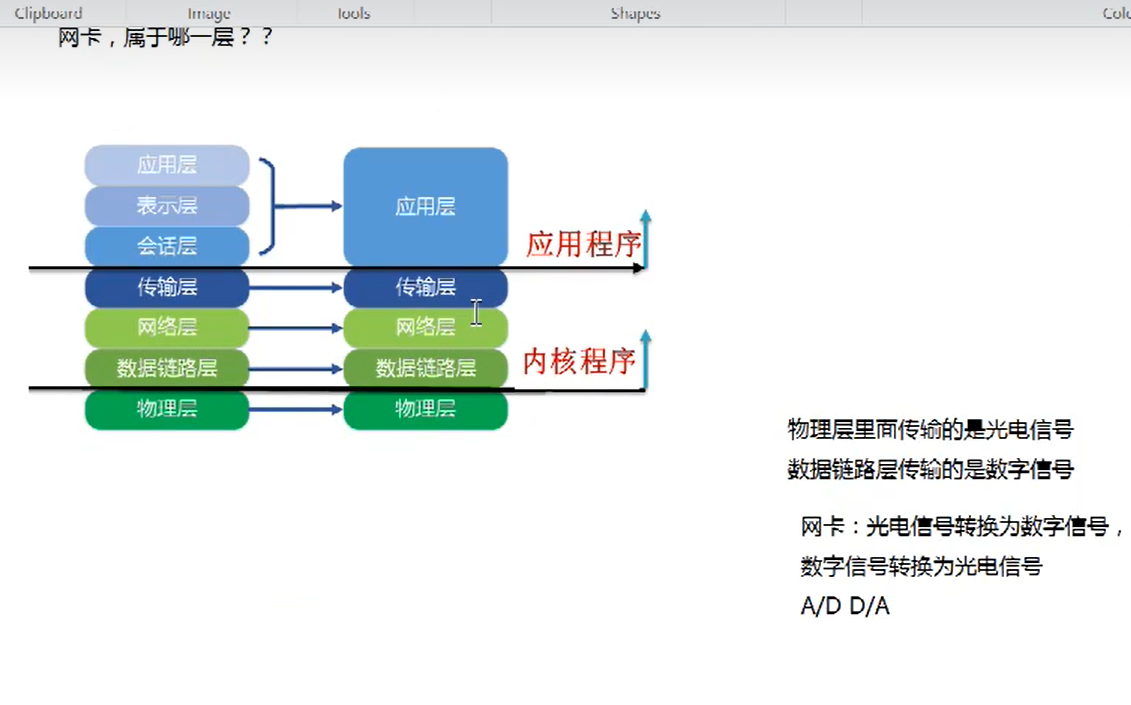 Clipboard
Image
Tools
Shapes
网卡，属于哪一层？？
应用层
表示层
会话层
传输层
网络层
数据链路层
物理层
应用层
传输层
网络层
数据链路层
物理层
应用程序
内核程序
物理层里面传输的是光电信号
数据链路层传输的是数字信号
网卡：光电信号转换为数字信号，
数字信号转换为光电信号
A/D D/A